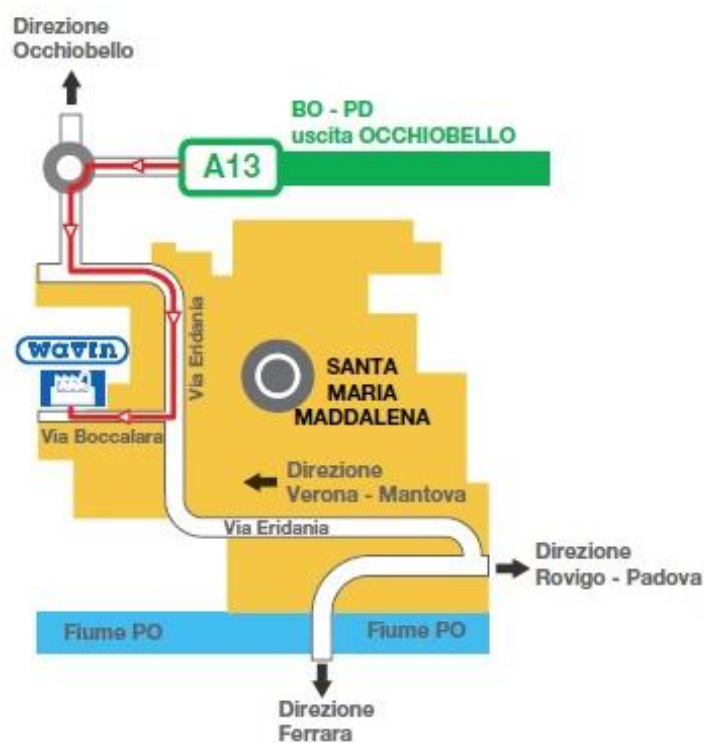 Direzione
Occhiobello
BO - PD
uscita OCCHIOBELLO
A13
Via Eridania
wavin
SANTA
MARIA
MADDALENA
Via Boccalara
Direzione
Verona - Mantova
Via Eridania
Direzione
Rovigo - Padova
Fiume PO
Fiume PO
Direzione
Ferrara